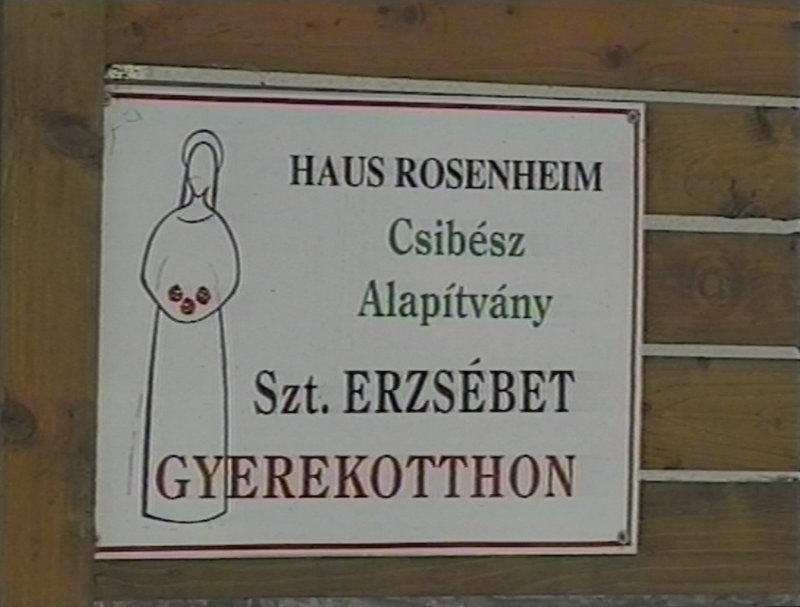 HAUS ROSENHEIM
Csibész
Alapítvány
Szt. ERZSÉBET
GYEREKOTTHON